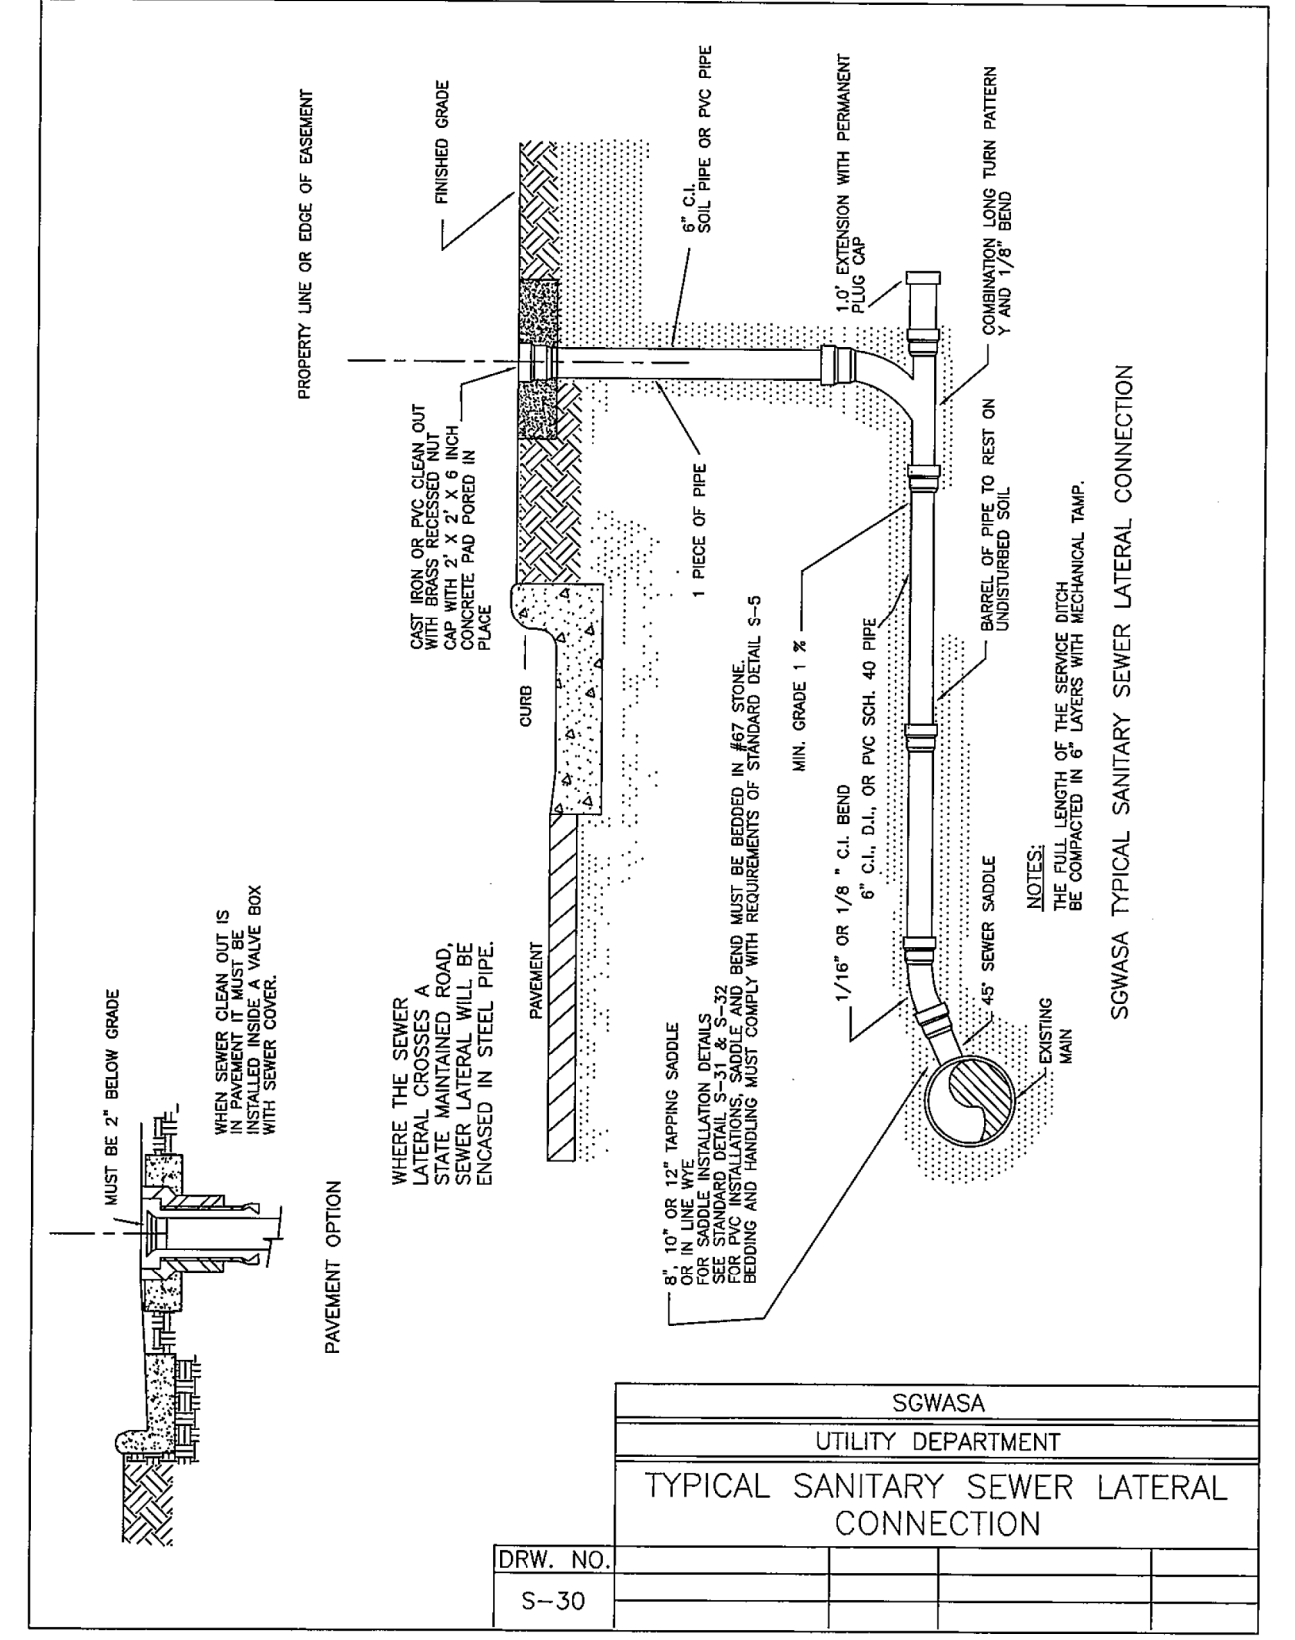 MUST BE 2" BELOW GRADE
WHEN SEWER CLEAN OUT IS
IN PAVEMENT IT MUST BE
INSTALLED INSIDE A VALVE BOX
WITH SEWER COVER.
PAVEMENT OPTION
PROPERTY LINE OR EDGE OF EASEMENT
FINISHED GRADE
CAST IRON OR PVC CLEAN OUT
WITH BRASS RECESSED NUT
CAP WITH 2' X 2' X 6 INCH
CONCRETE PAD PORED IN
PLACE
WHERE THE SEWER
LATERAL CROSSES A
STATE MAINTAINED ROAD,
SEWER LATERAL WILL BE
ENCASED IN STEEL PIPE.
CURB
PAVEMENT
6" C.I.
SOIL PIPE OR PVC PIPE
1 PIECE OF PIPE
8", 10" OR 12" TAPPING SADDLE
OR IN LINE WYE
FOR SADDLE INSTALLATION DETAILS
SEE STANDARD DETAIL S-31 & S-32
FOR PVC INSTALLATIONS, SADDLE AND BEND MUST BE BEDDED IN #67 STONE.
BEDDING AND HANDLING MUST COMPLY WITH REQUIREMENTS OF STANDARD DETAIL S-5
MIN. GRADE 1 %
1.0' EXTENSION WITH PERMANENT
PLUG CAP
1/16" OR 1/8 " C.I. BEND
6" C.I., D.I., OR PVC SCH. 40 PIPE
COMBINATION LONG TURN PATTERN
Y AND 1/8" BEND
BARREL OF PIPE TO REST ON
UNDISTURBED SOIL
45' SEWER SADDLE
EXISTING
MAIN
NOTES:
THE FULL LENGTH OF THE SERVICE DITCH
BE COMPACTED IN 6" LAYERS WITH MECHANICAL TAMP.
SGWASA TYPICAL SANITARY SEWER LATERAL CONNECTION
SGWASA
UTILITY DEPARTMENT
TYPICAL SANITARY SEWER LATERAL
CONNECTION
DRW. NO.
S-30